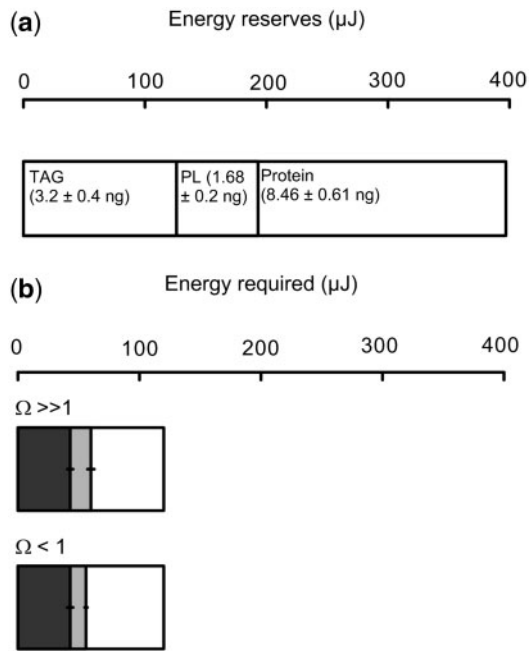 (a) Energy reserves (µJ)
0 100 200 300 400
TAG PL (1.68 Protein
(3.2 ± 0.4 ng) ± 0.2 ng) (8.46 ± 0.61 ng)
(b) Energy required (µJ)
0 100 200 300 400
Ω >>1
Ω < 1